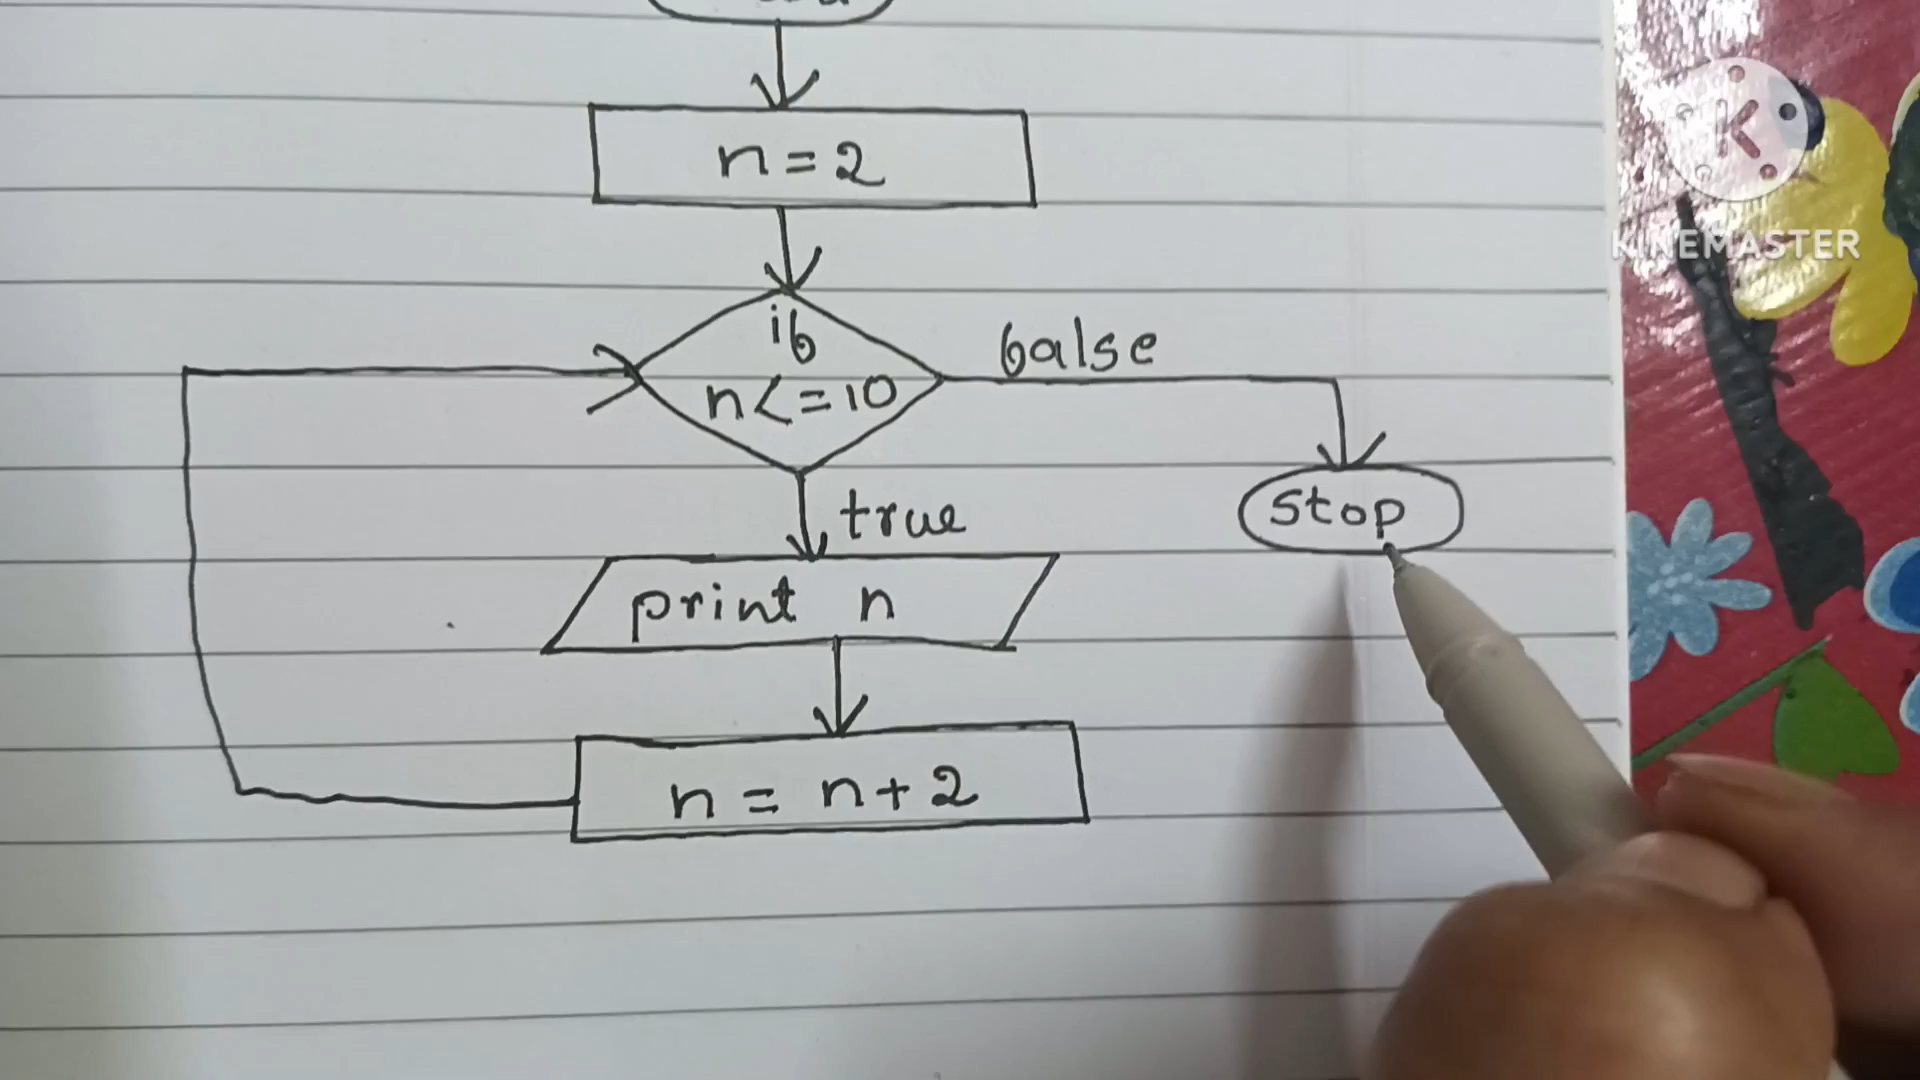 n = 2
if
n <= 10
false
true
stop
print n
n = n + 2
KINEMASTER